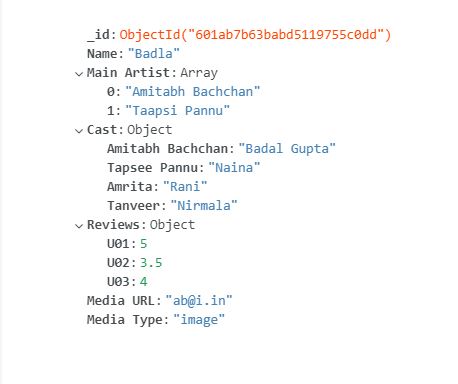 _id: ObjectId("601ab7b63babd5119755c0dd")
Name: "Badla"
Main Artist: Array
0: "Amitabh Bachchan"
1: "Taapsi Pannu"
Cast: Object
Amitabh Bachchan: "Badal Gupta"
Tapsee Pannu: "Naina"
Amrita: "Rani"
Tanveer: "Nirmala"
Reviews: Object
U01: 5
U02: 3.5
U03: 4
Media URL: "ab@i.in"
Media Type: "image"